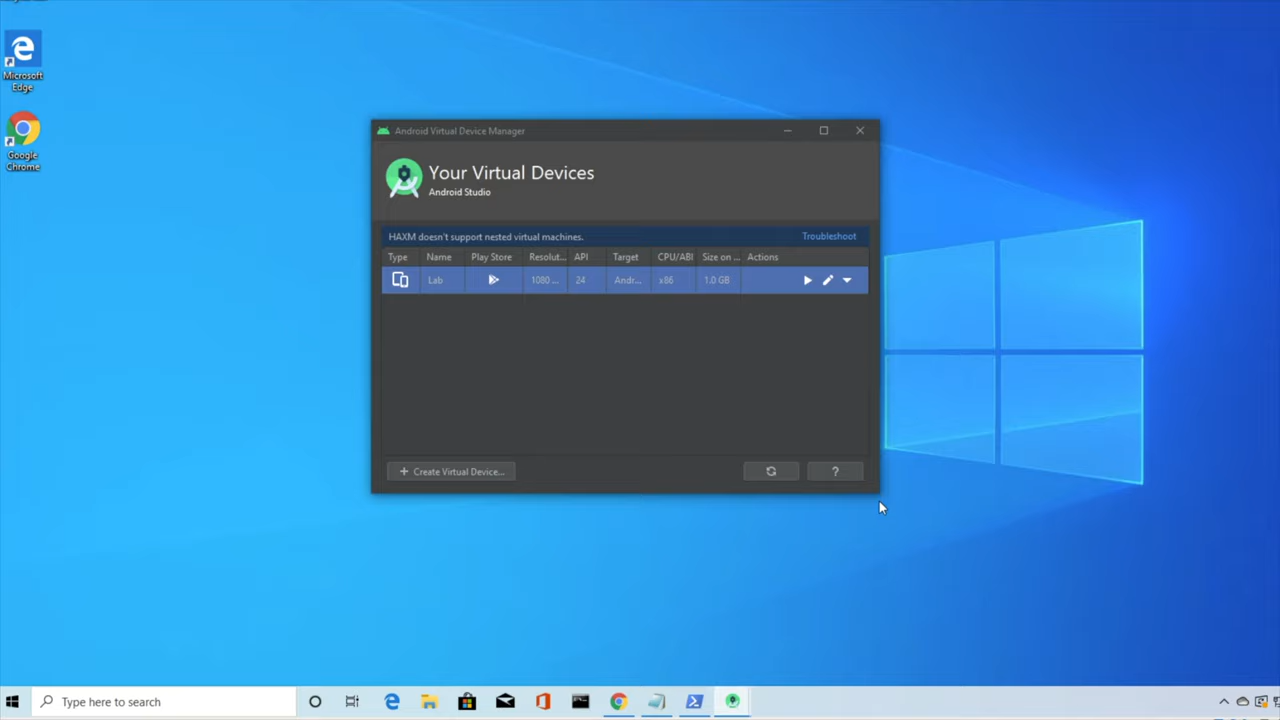 Microsoft
Edge
Google
Chrome
Android Virtual Device Manager
Your Virtual Devices
Android Studio
HAXM doesn't support nested virtual machines. Troubleshoot
Type Name Play Store Resolut... API Target CPU/ABI Size on ... Actions
Lab 1080 ... 24 Andr... x86 1.0 GB
+ Create Virtual Device... ?
Type here to search